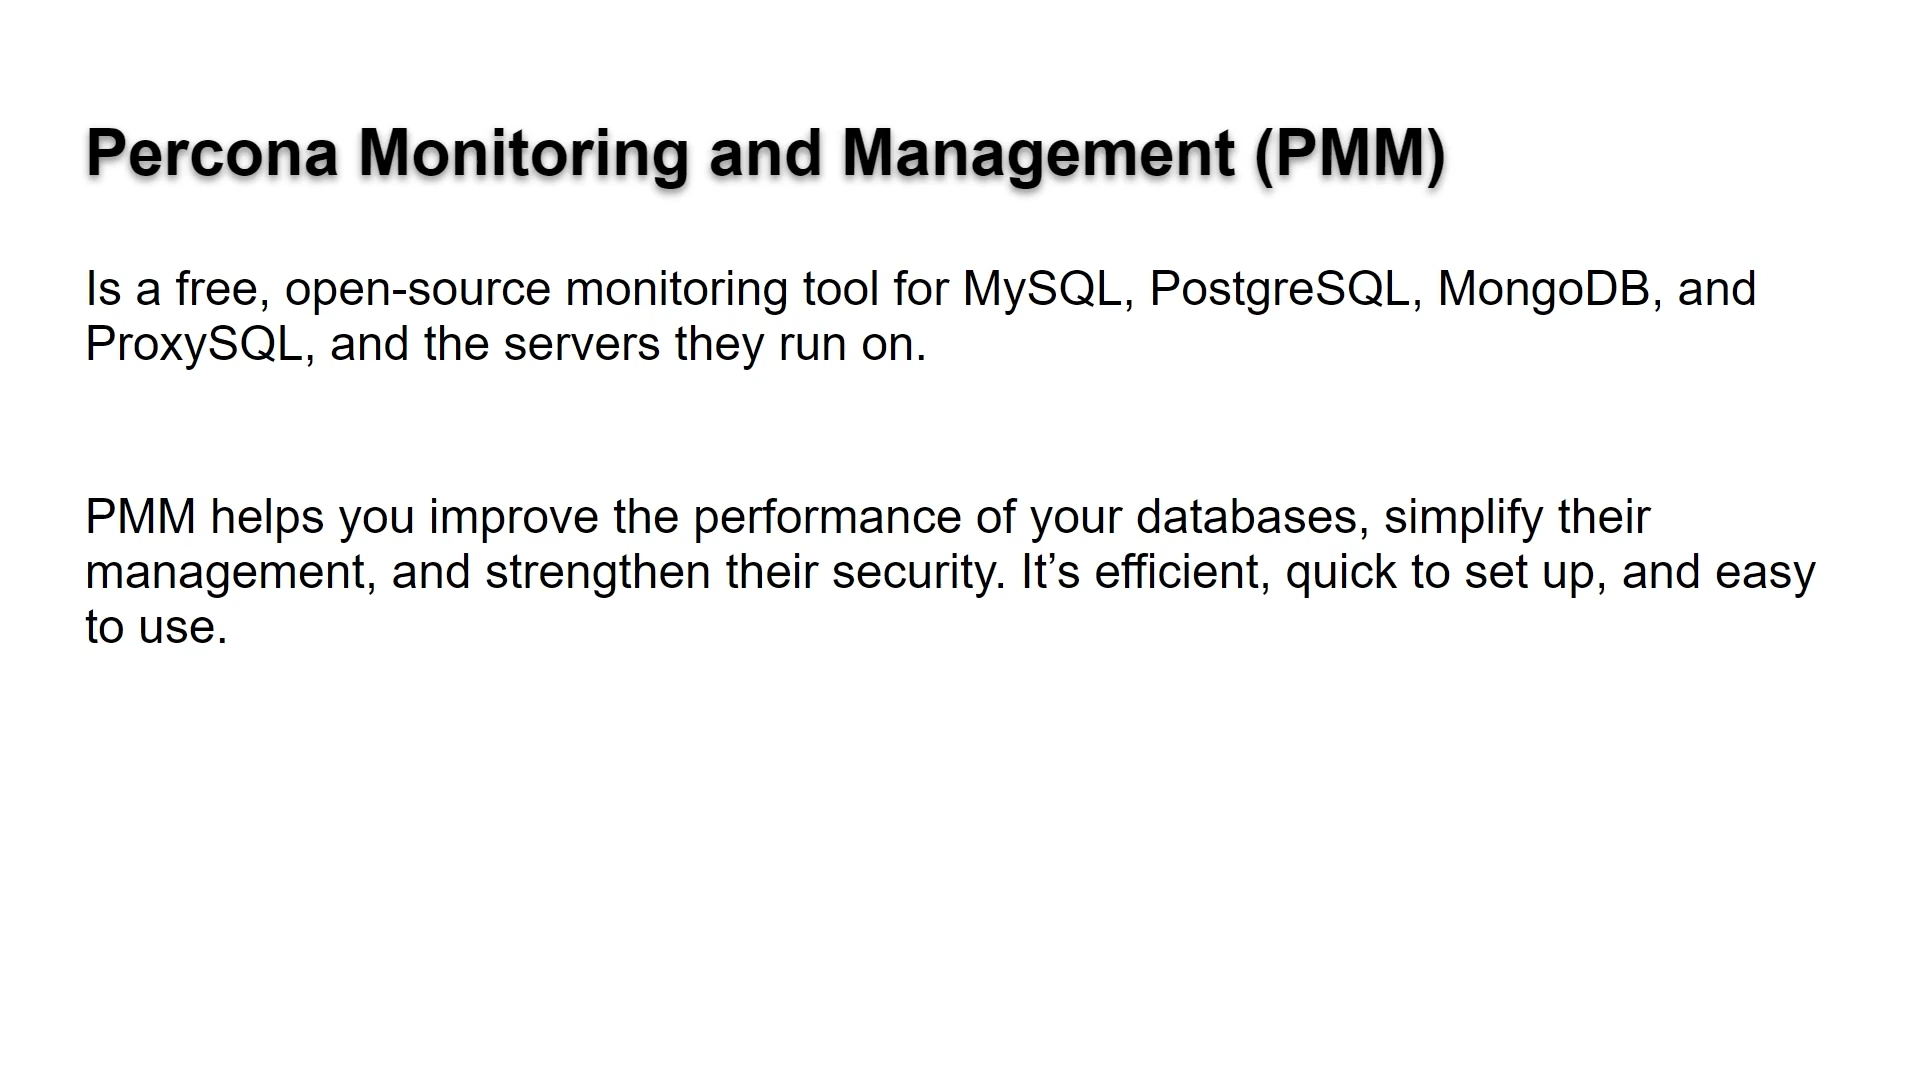 Percona Monitoring and Management (PMM)
Is a free, open-source monitoring tool for MySQL, PostgreSQL, MongoDB, and
ProxySQL, and the servers they run on.
PMM helps you improve the performance of your databases, simplify their
management, and strengthen their security. It’s efficient, quick to set up, and easy
to use.